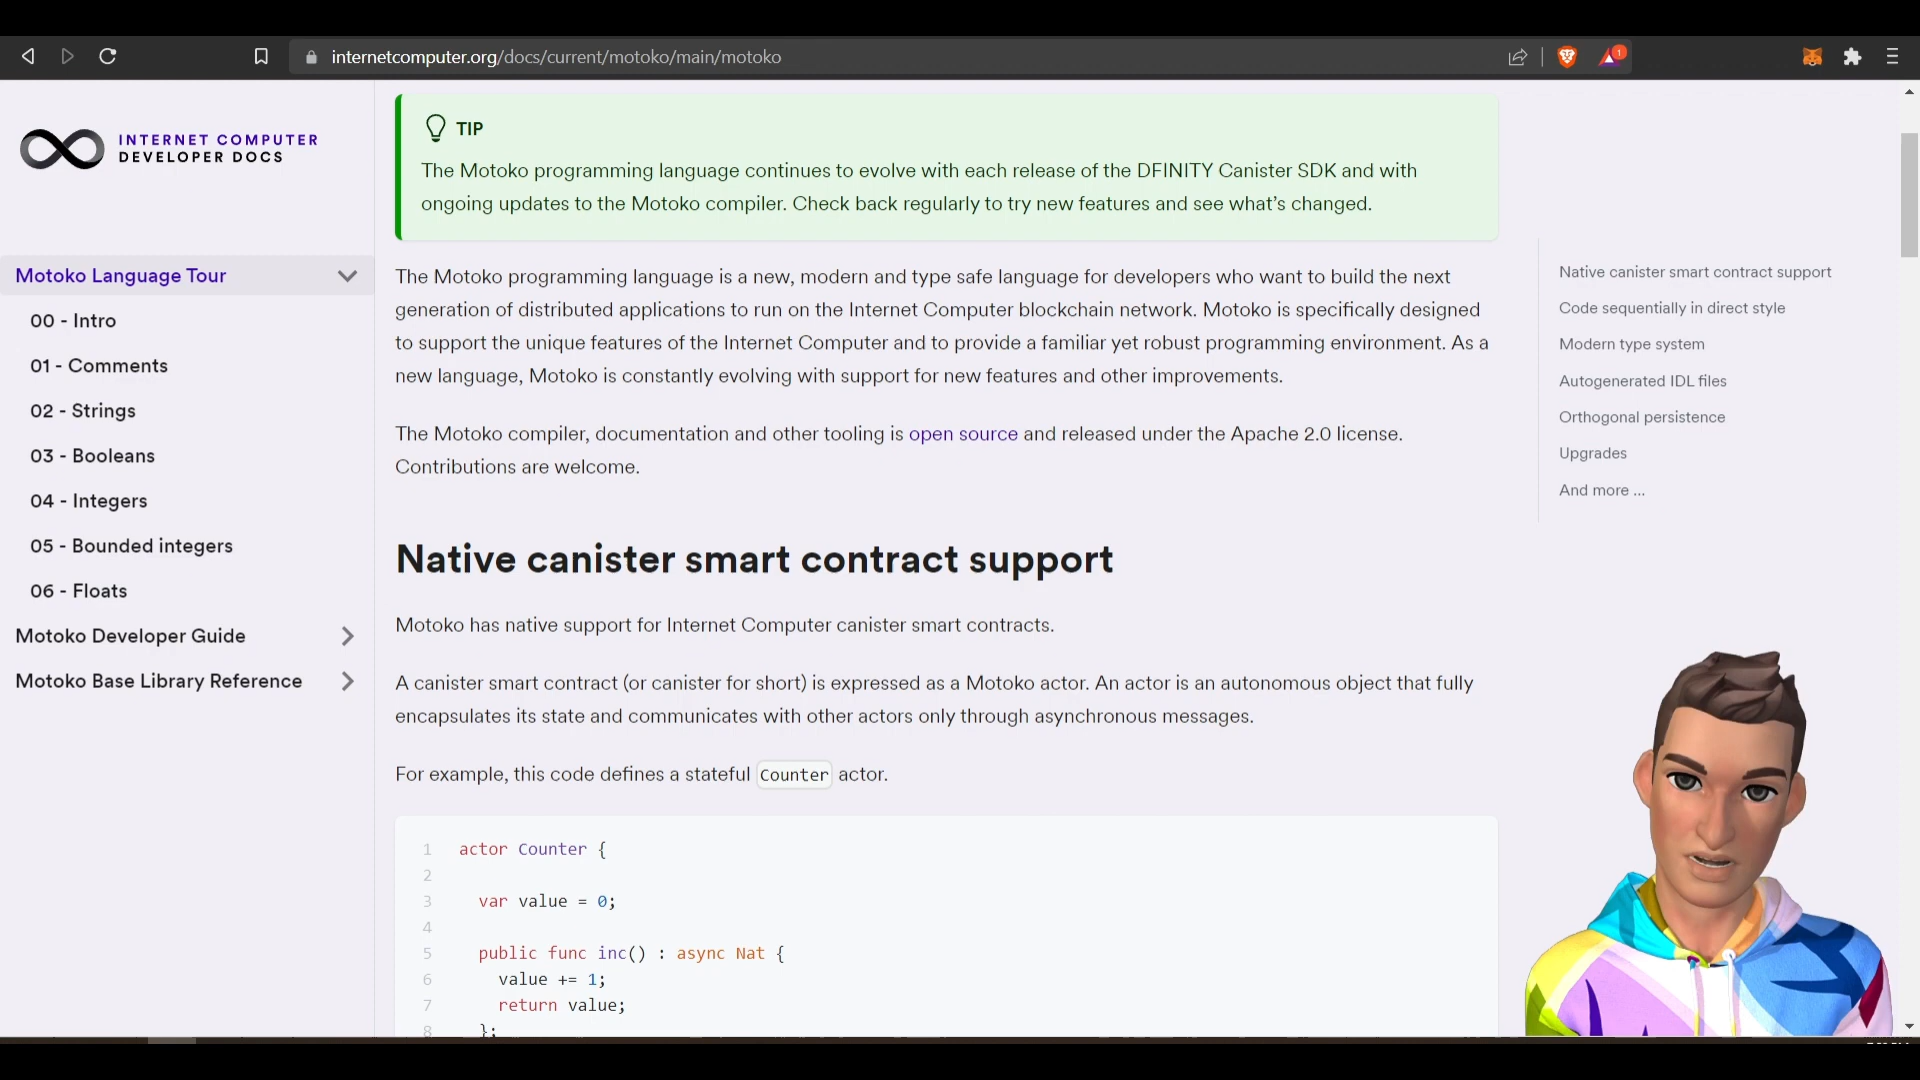 internetcomputer.org/docs/current/motoko/main/motoko
1
INTERNET COMPUTER
DEVELOPER DOCS
Motoko Language Tour
00 - Intro
01 - Comments
02 - Strings
03 - Booleans
04 - Integers
05 - Bounded integers
06 - Floats
Motoko Developer Guide
Motoko Base Library Reference
TIP
The Motoko programming language continues to evolve with each release of the DFINITY Canister SDK and with
ongoing updates to the Motoko compiler. Check back regularly to try new features and see what’s changed.
The Motoko programming language is a new, modern and type safe language for developers who want to build the next
generation of distributed applications to run on the Internet Computer blockchain network. Motoko is specifically designed
to support the unique features of the Internet Computer and to provide a familiar yet robust programming environment. As a
new language, Motoko is constantly evolving with support for new features and other improvements.
The Motoko compiler, documentation and other tooling is open source and released under the Apache 2.0 license.
Contributions are welcome.
Native canister smart contract support
Motoko has native support for Internet Computer canister smart contracts.
A canister smart contract (or canister for short) is expressed as a Motoko actor. An actor is an autonomous object that fully
encapsulates its state and communicates with other actors only through asynchronous messages.
For example, this code defines a stateful Counter actor.
1 actor Counter {
2
3 var value = 0;
4
5 public func inc() : async Nat {
6 value += 1;
7 return value;
8 };
Native canister smart contract support
Code sequentially in direct style
Modern type system
Autogenerated IDL files
Orthogonal persistence
Upgrades
And more ...